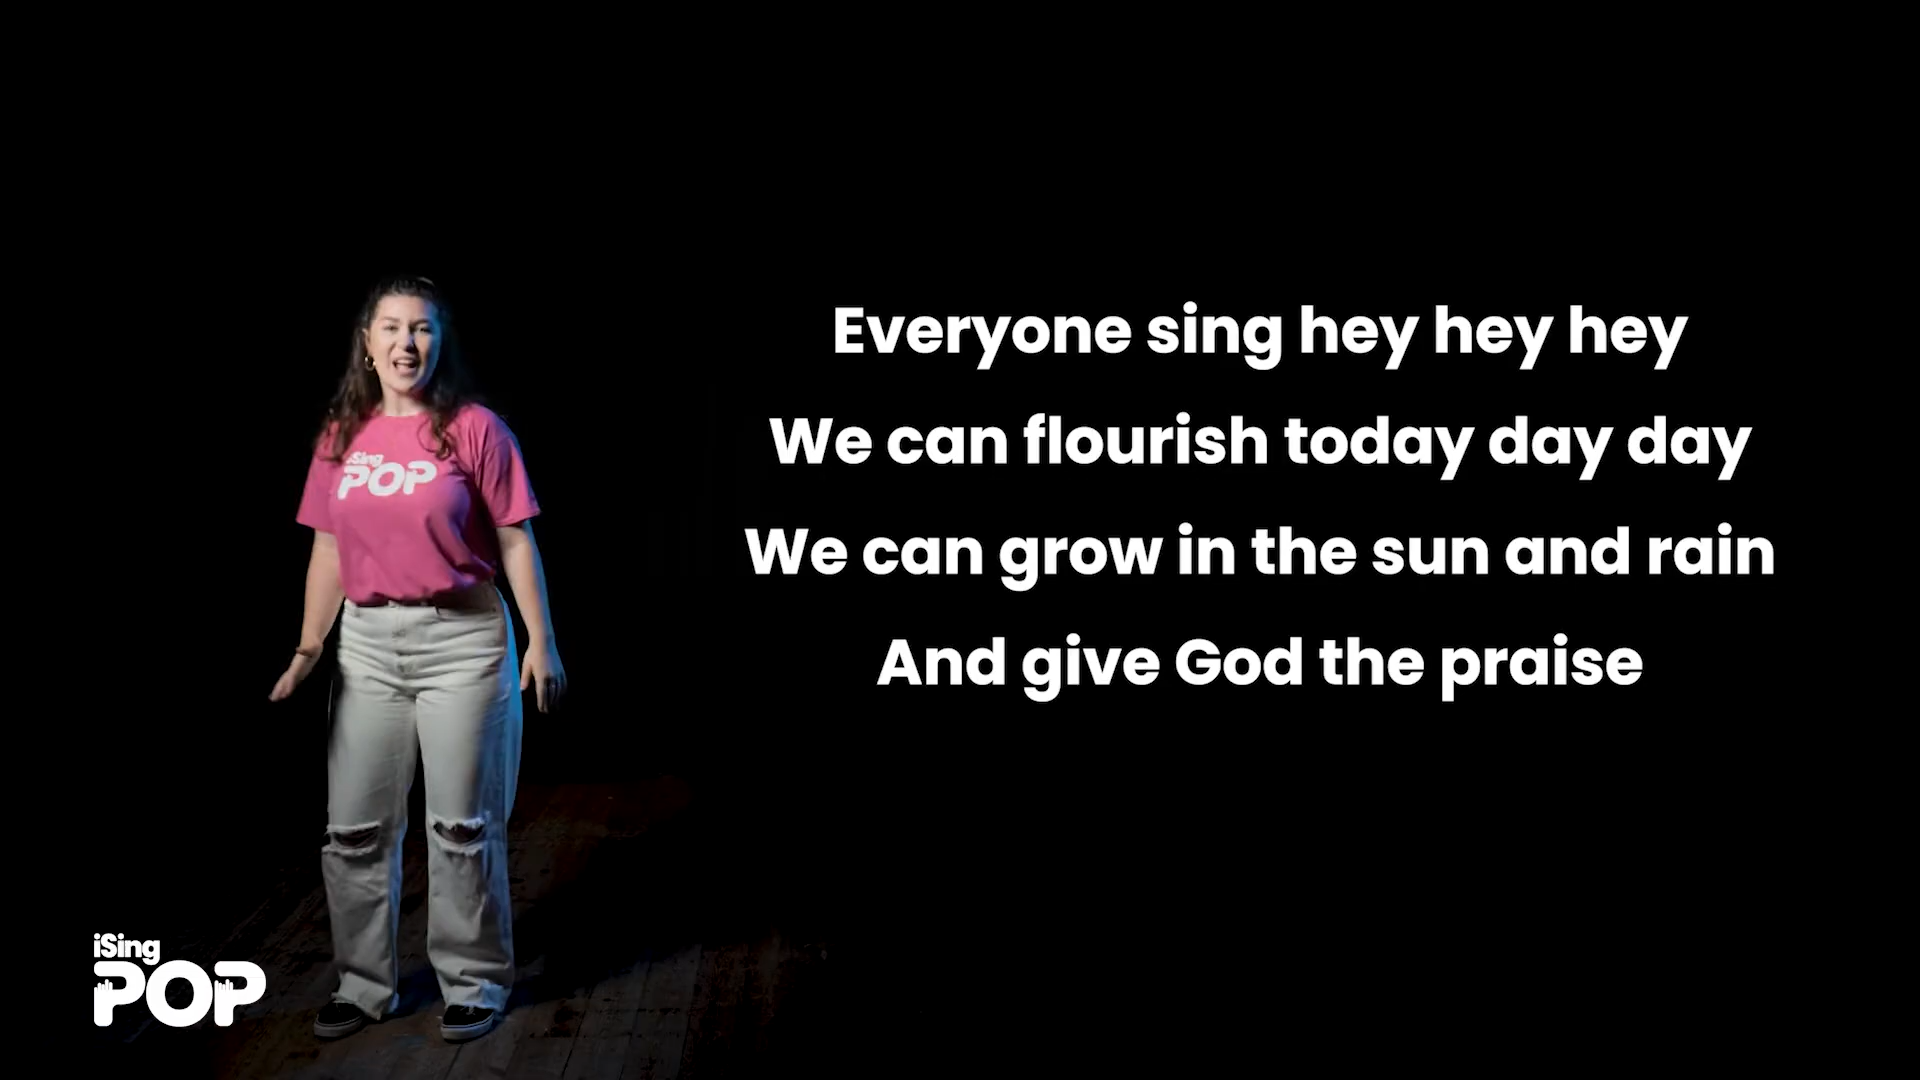 Everyone sing hey hey hey
We can flourish today day day
We can grow in the sun and rain
And give God the praise
iSing
POP
iSing
POP